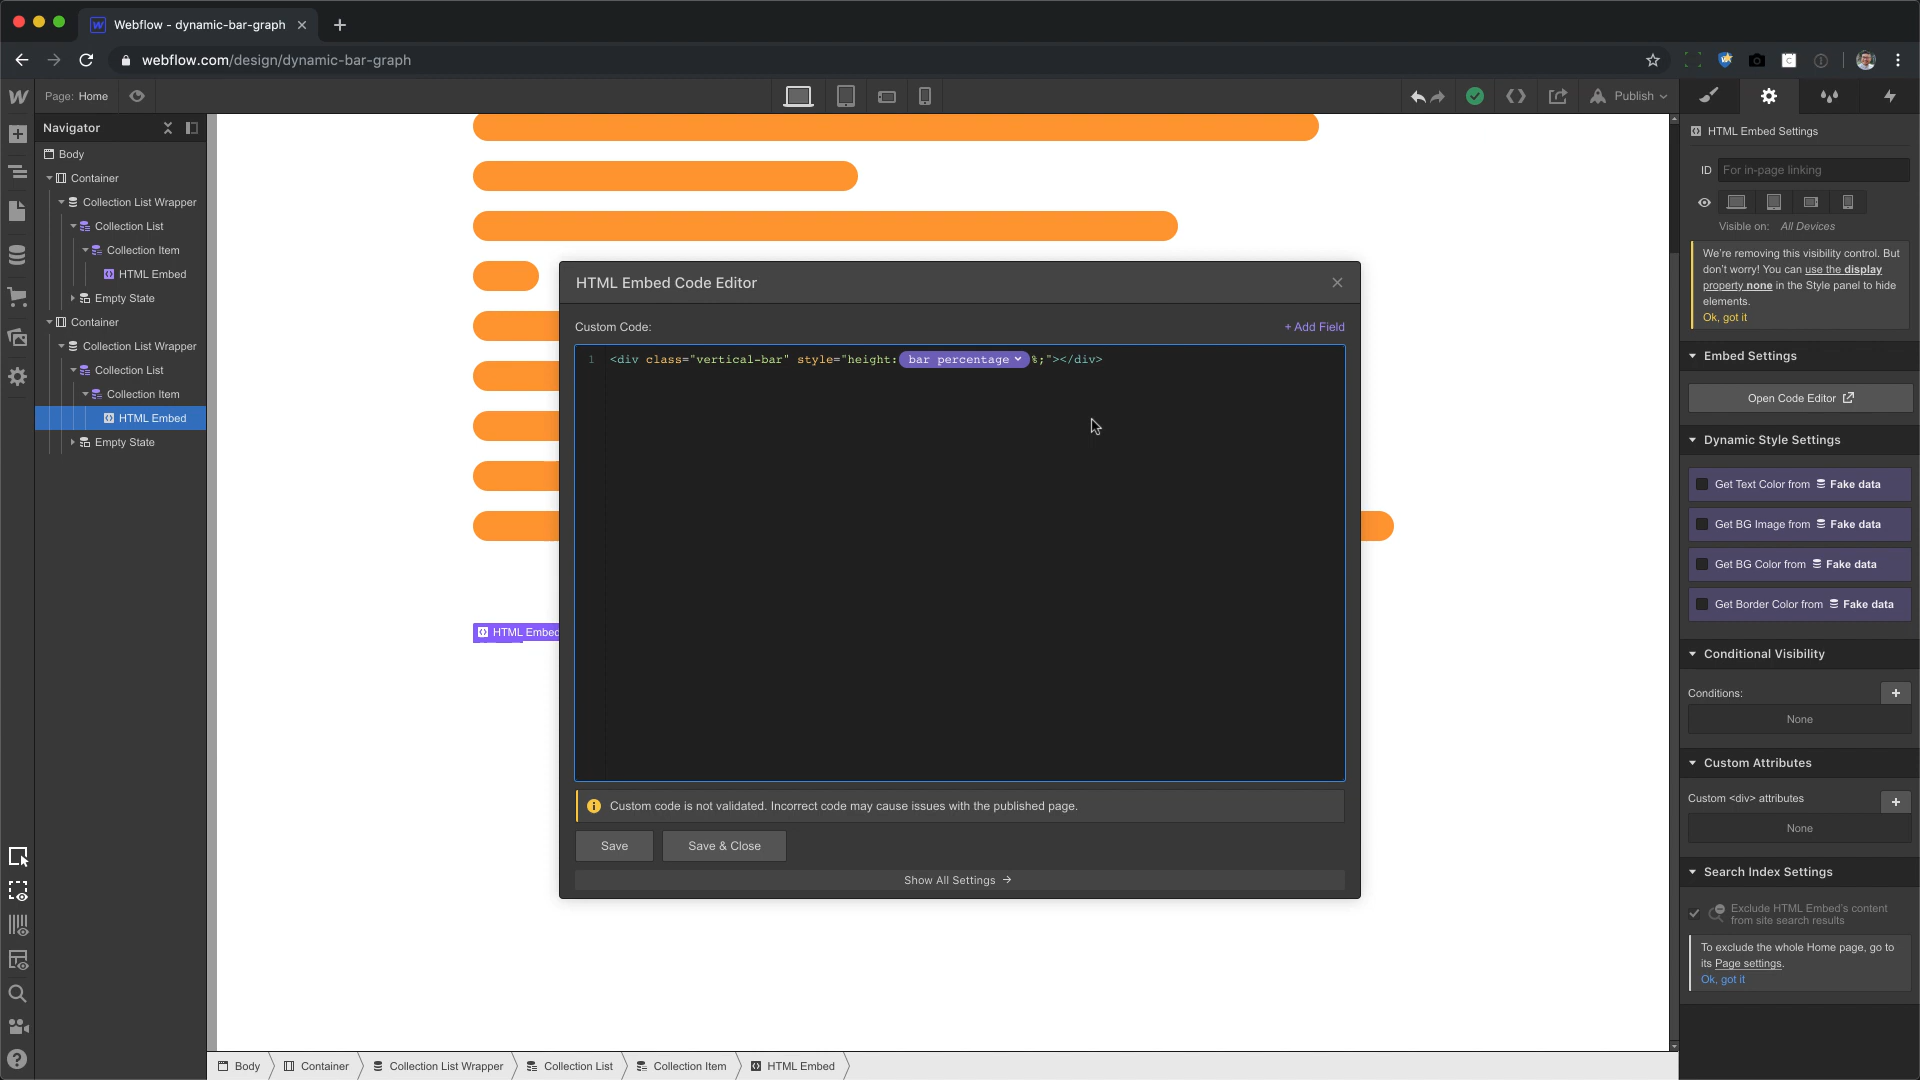 Webflow - dynamic-bar-graph
webflow.com/design/dynamic-bar-graph
Page: Home
Publish
Navigator
Body
Container
Collection List Wrapper
Collection List
Collection Item
HTML Embed
Empty State
Container
Collection List Wrapper
Collection List
Collection Item
HTML Embed
Empty State
HTML Embed
HTML Embed Code Editor
Custom Code:
+ Add Field
1 <div class="vertical-bar" style="height: bar percentage %;"></div>
Custom code is not validated. Incorrect code may cause issues with the published page.
Save
Save & Close
Show All Settings
HTML Embed Settings
ID For in-page linking
Visible on: All Devices
We're removing this visibility control. But
don't worry! You can use the display
property none in the Style panel to hide
elements.
Ok, got it
Embed Settings
Open Code Editor
Dynamic Style Settings
Get Text Color from Fake data
Get BG Image from Fake data
Get BG Color from Fake data
Get Border Color from Fake data
Conditional Visibility
Conditions:
None
Custom Attributes
Custom <div> attributes
None
Search Index Settings
Exclude HTML Embed's content
from site search results
To exclude the whole Home page, go to
its Page settings.
Ok, got it
Body
Container
Collection List Wrapper
Collection List
Collection Item
HTML Embed